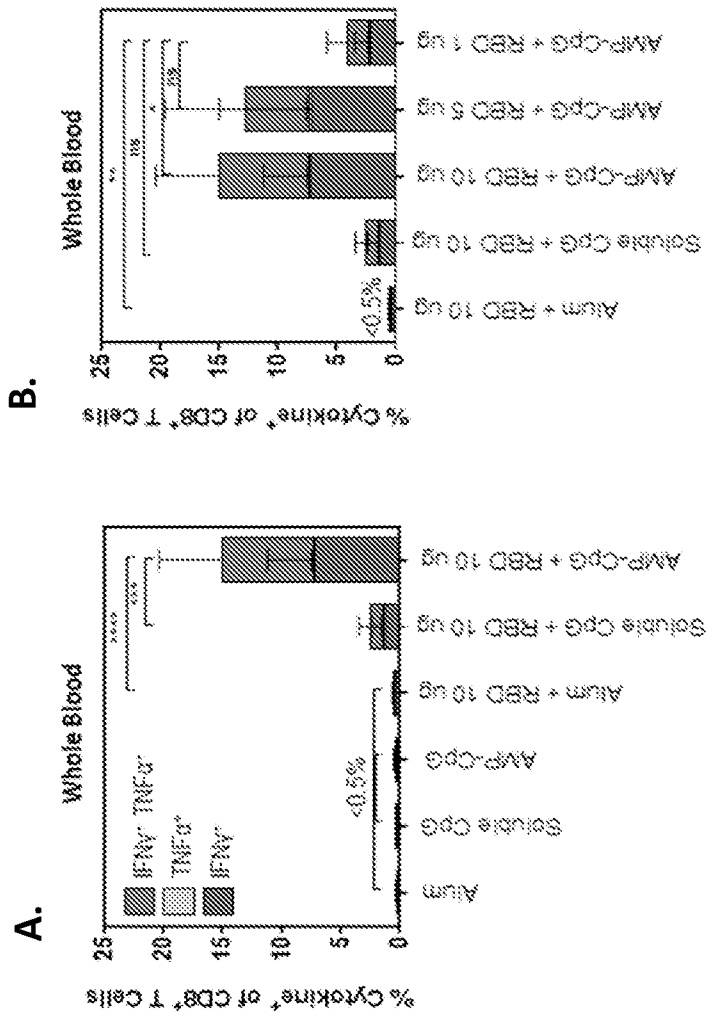 A.
Whole Blood
% Cytokine⁺ of CD8⁺ T Cells
25
20
15
10
5
0
IFNγ⁺ TNFα⁺
TNFα⁺
IFNγ⁺
<0.5%
****
***
Alum
Soluble CpG
AMP-CpG
Alum + RBD 10 ug
Soluble CpG + RBD 10 ug
AMP-CpG + RBD 10 ug
B.
Whole Blood
% Cytokine⁺ of CD8⁺ T Cells
25
20
15
10
5
0
<0.5%
**
ns
*
ns
Alum + RBD 10 ug
Soluble CpG + RBD 10 ug
AMP-CpG + RBD 10 ug
AMP-CpG + RBD 5 ug
AMP-CpG + RBD 1 ug